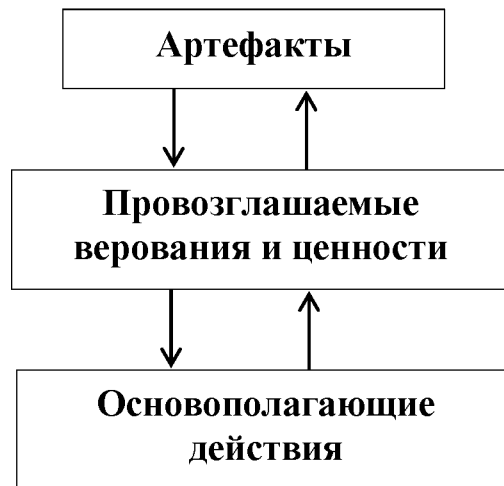 Артефакты
Провозглашаемые
верования и ценности
Основополагающие
действия